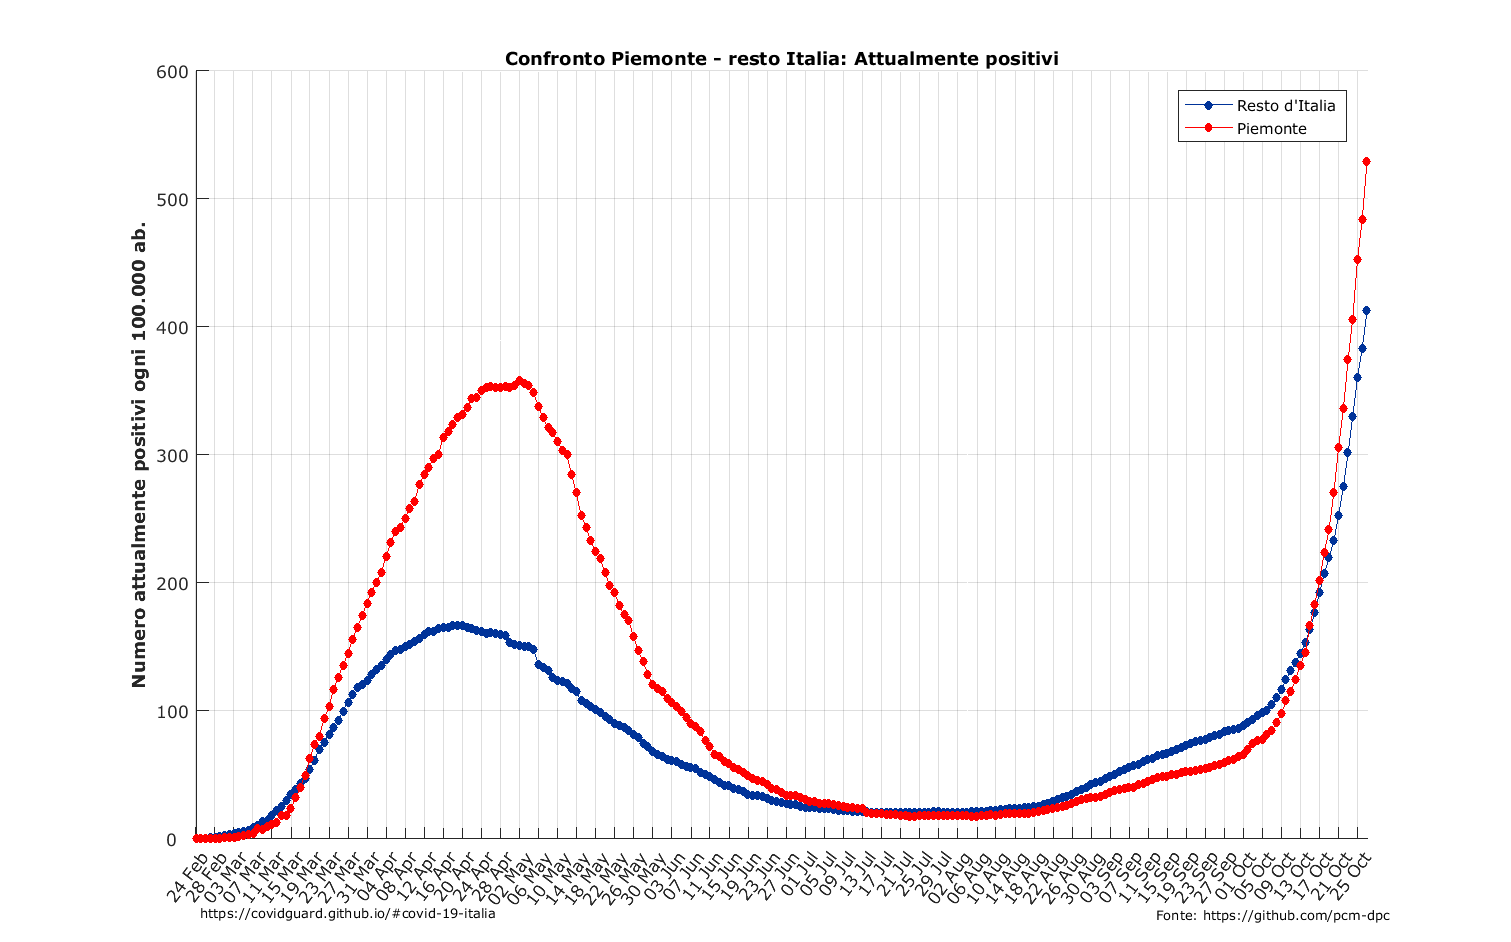 Confronto Piemonte - resto Italia: Attualmente positivi
Resto d'Italia
Piemonte
Numero attualmente positivi ogni 100.000 ab.
600
500
400
300
200
100
0
24 Feb
28 Feb
03 Mar
07 Mar
11 Mar
15 Mar
19 Mar
23 Mar
27 Mar
31 Mar
04 Apr
08 Apr
12 Apr
16 Apr
20 Apr
24 Apr
28 Apr
02 May
06 May
10 May
14 May
18 May
22 May
26 May
30 May
03 Jun
07 Jun
11 Jun
15 Jun
19 Jun
23 Jun
27 Jun
01 Jul
05 Jul
09 Jul
13 Jul
17 Jul
21 Jul
25 Jul
29 Jul
02 Aug
06 Aug
10 Aug
14 Aug
18 Aug
22 Aug
26 Aug
30 Aug
03 Sep
07 Sep
11 Sep
15 Sep
19 Sep
23 Sep
27 Sep
01 Oct
05 Oct
09 Oct
13 Oct
17 Oct
21 Oct
25 Oct
https://covidguard.github.io/#covid-19-italia
Fonte: https://github.com/pcm-dpc